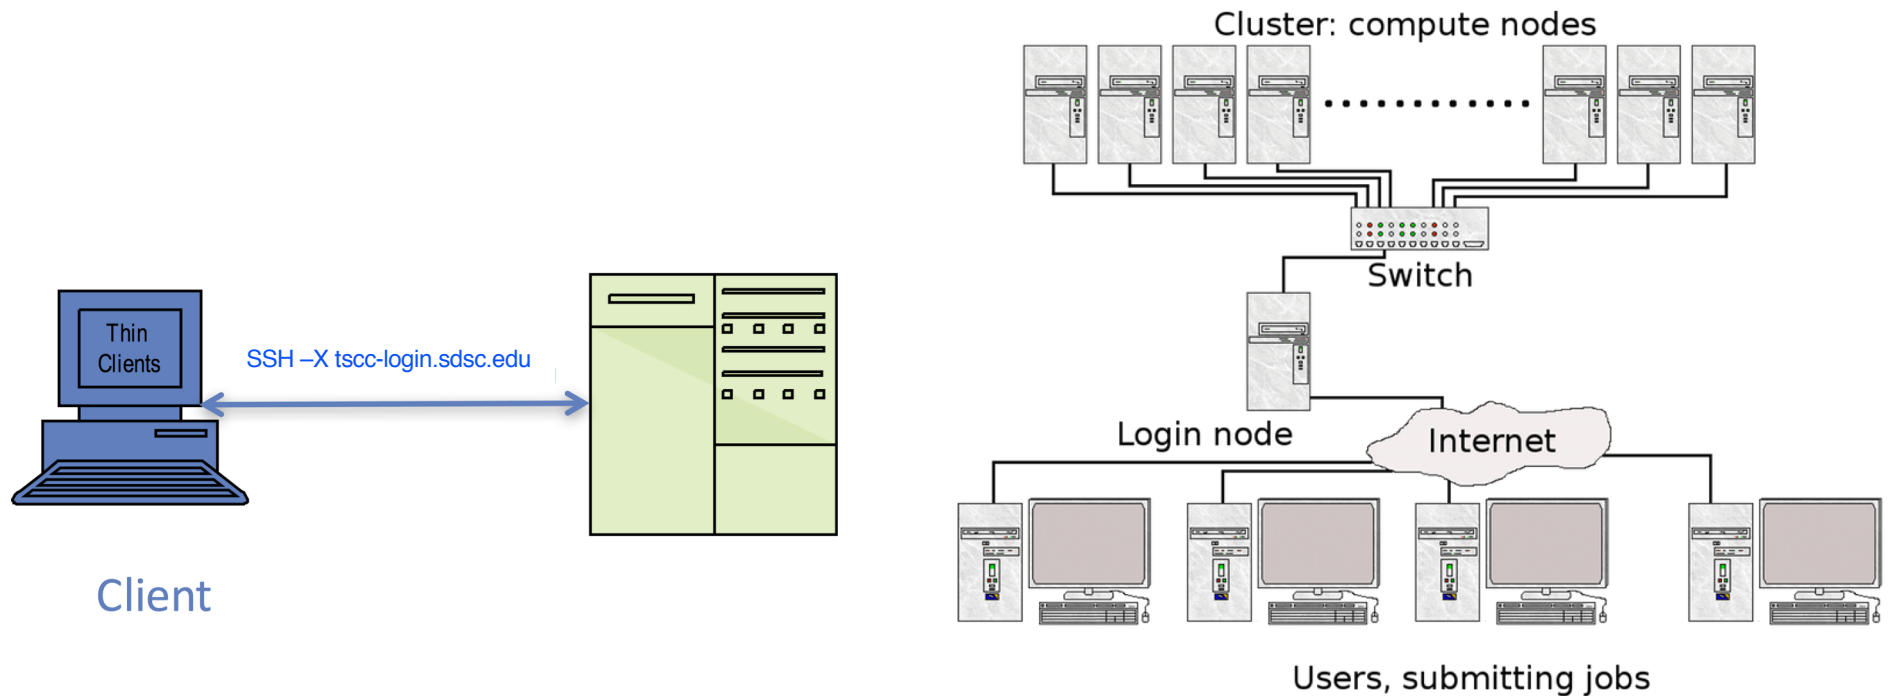 Thin
Clients
SSH –X tscc-login.sdsc.edu
Client
Cluster: compute nodes
Switch
Login node
Internet
Users, submitting jobs